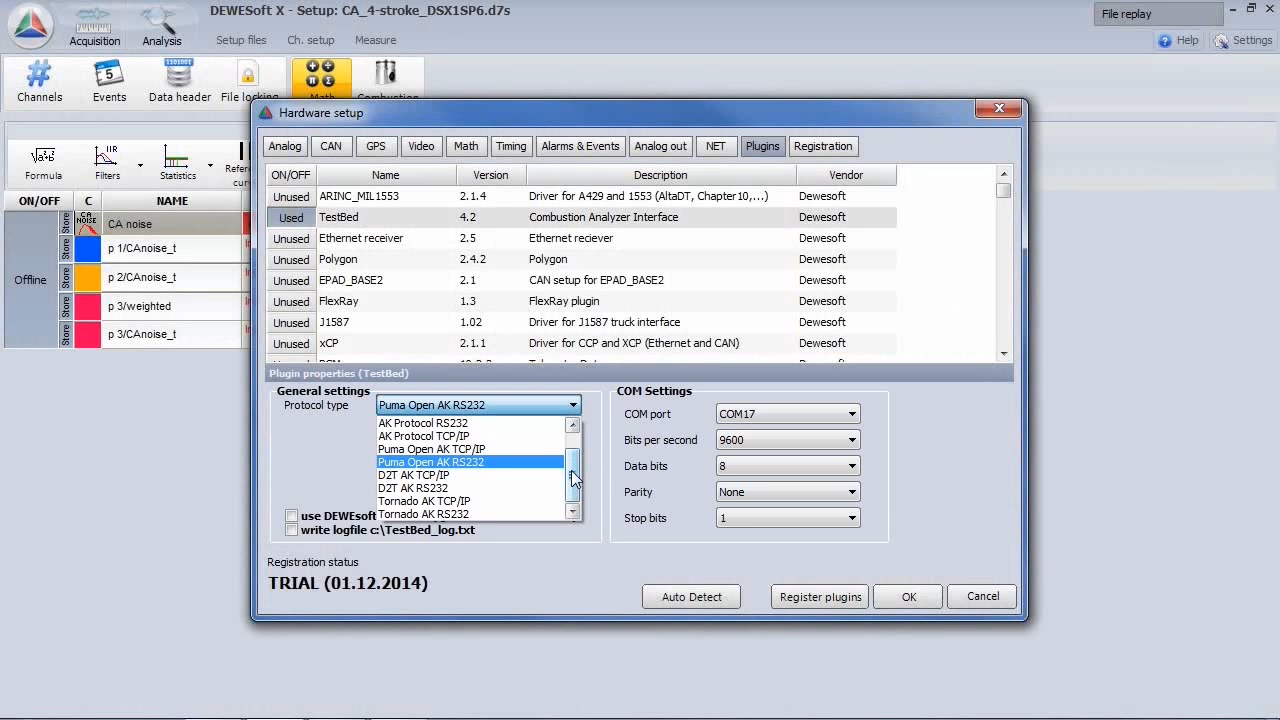 DEWESoft X - Setup: CA_4-stroke_DSX1SP6.d7s
File replay
Acquisition
Analysis
Setup files
Ch. setup
Measure
Help
Settings
Channels
Events
Data header
File locking
Math
Combustion
Hardware setup
Analog
CAN
GPS
Video
Math
Timing
Alarms & Events
Analog out
NET
Plugins
Registration
Formula
Filters
IIR
Statistics
Refere
curv
ON/OFF C NAME
CA noise
p 1/CAnoise_t
p 2/CAnoise_t
p 3/weighted
p 3/CAnoise_t
Offline
Store
Store
Store
Store
Store
ON/OFF Name Version Description Vendor
Unused ARINC_MIL1553 2.1.4 Driver for A429 and 1553 (AltaDT, Chapter10,...) Dewesoft
Used TestBed 4.2 Combustion Analyzer Interface Dewesoft
Unused Ethernet receiver 2.5 Ethernet reciever Dewesoft
Unused Polygon 2.4.2 Polygon Dewesoft
Unused EPAD_BASE2 2.1 CAN setup for EPAD_BASE2 Dewesoft
Unused FlexRay 1.3 FlexRay plugin Dewesoft
Unused J1587 1.02 Driver for J1587 truck interface Dewesoft
Unused xCP 2.1.1 Driver for CCP and XCP (Ethernet and CAN) Dewesoft
Plugin properties (TestBed)
General settings
Protocol type Puma Open AK RS232
AK Protocol RS232
AK Protocol TCP/IP
Puma Open AK TCP/IP
Puma Open AK RS232
D2T AK TCP/IP
D2T AK RS232
Tornado AK TCP/IP
Tornado AK RS232
use DEWEsoft
write logfile c:\TestBed_log.txt
COM Settings
COM port COM17
Bits per second 9600
Data bits 8
Parity None
Stop bits 1
Registration status
TRIAL (01.12.2014)
Auto Detect
Register plugins
OK
Cancel